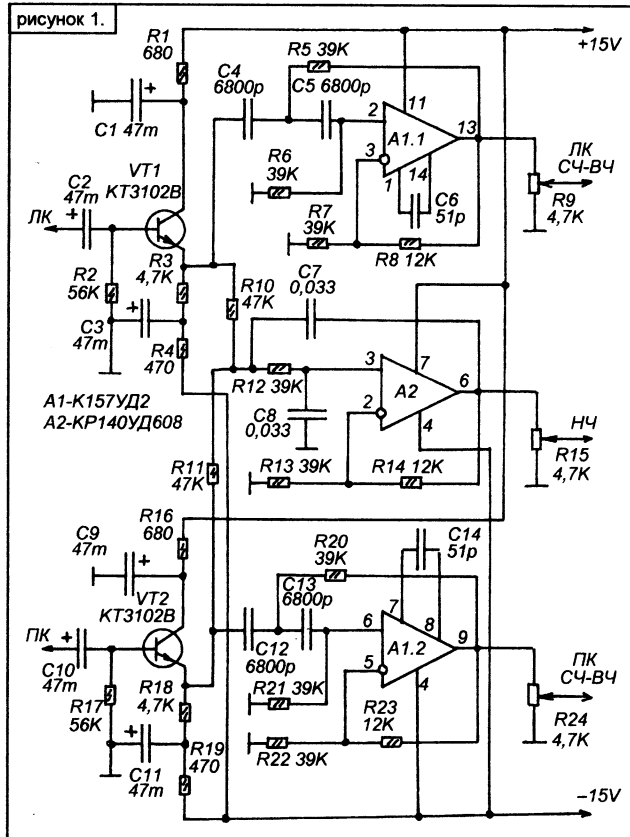 рисунок 1.
R1
680
+15V
C4
6800p
R5 39K
C5 6800p
C1 47m
2
11
A1.1
13
3
1
14
C6
51p
VT1
КТ3102В
R6
39K
ЛК
СЧ-ВЧ
R9
4,7K
C2
47m
ЛК
R7
39K
R8 12K
R2
56K
R3
4,7K
R10
47K
C7
0,033
C3
47m
R4
470
R12 39K
3
7
A2
6
2
4
C8
0,033
А1-К157УД2
А2-КР140УД608
НЧ
R15
4,7K
R11
47K
R13 39K
R14 12K
R16
680
C9
47m
R20
39K
C14
51p
VT2
КТ3102В
C13
6800p
7
8
6
A1.2
9
5
4
ПК
C10
47m
C12
6800p
ПК
СЧ-ВЧ
R24
4,7K
R17
56K
R18
4,7K
R21 39K
R23
12K
C11
47m
R19
470
R22 39K
–15V